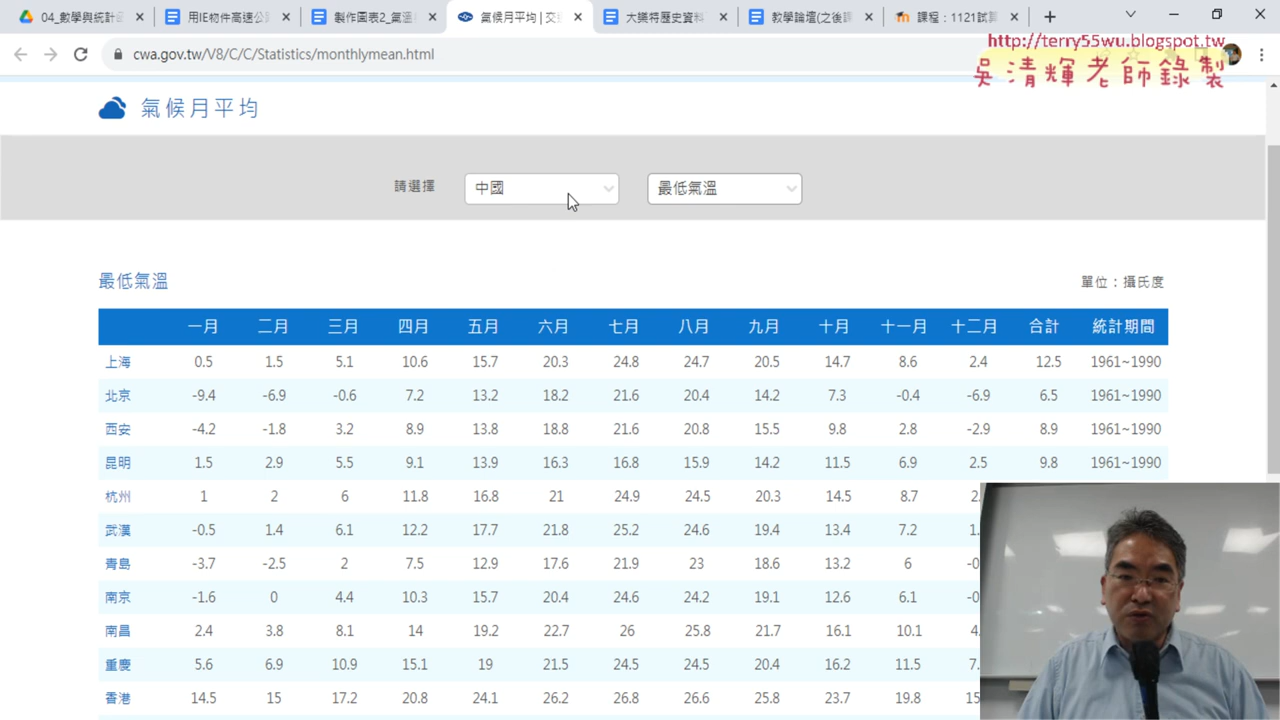 04_數學與統計
用IE物件高速公
製作圖表2_氣溫
氣候月平均 | 交
大樂得歷史資料
教學論壇(之後
課程：1121試
cwa.gov.tw/V8/C/C/Statistics/monthlymean.html
http://terry55wu.blogspot.tw
吳清輝老師錄製
氣候月平均
請選擇 中國 最低氣溫
最低氣溫 單位：攝氏度
一月 二月 三月 四月 五月 六月 七月 八月 九月 十月 十一月 十二月 合計 統計期間
上海 0.5 1.5 5.1 10.6 15.7 20.3 24.8 24.7 20.5 14.7 8.6 2.4 12.5 1961~1990
北京 -9.4 -6.9 -0.6 7.2 13.2 18.2 21.6 20.4 14.2 7.3 -0.4 -6.9 6.5 1961~1990
西安 -4.2 -1.8 3.2 8.9 13.8 18.8 21.6 20.8 15.5 9.8 2.8 -2.9 8.9 1961~1990
昆明 1.5 2.9 5.5 9.1 13.9 16.3 16.8 15.9 14.2 11.5 6.9 2.5 9.8 1961~1990
杭州 1 2 6 11.8 16.8 21 24.9 24.5 20.3 14.5 8.7 2.
武漢 -0.5 1.4 6.1 12.2 17.7 21.8 25.2 24.6 19.4 13.4 7.2 1.
青島 -3.7 -2.5 2 7.5 12.9 17.6 21.9 23 18.6 13.2 6 -0
南京 -1.6 0 4.4 10.3 15.7 20.4 24.6 24.2 19.1 12.6 6.1 -0
南昌 2.4 3.8 8.1 14 19.2 22.7 26 25.8 21.7 16.1 10.1 4.
重慶 5.6 6.9 10.9 15.1 19 21.5 24.5 24.5 20.4 16.2 11.5 7.
香港 14.5 15 17.2 20.8 24.1 26.2 26.8 26.6 25.8 23.7 19.8 15